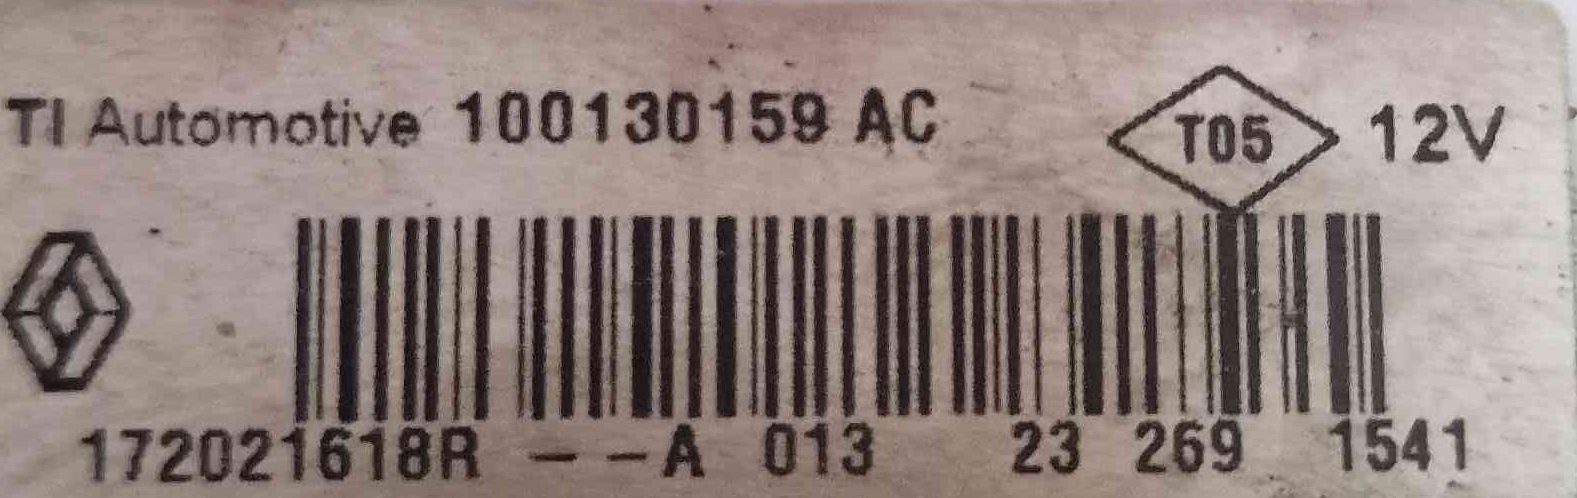 TI Automotive 100130159 AC T05 12V
172021618R --A 013 23 269 1541